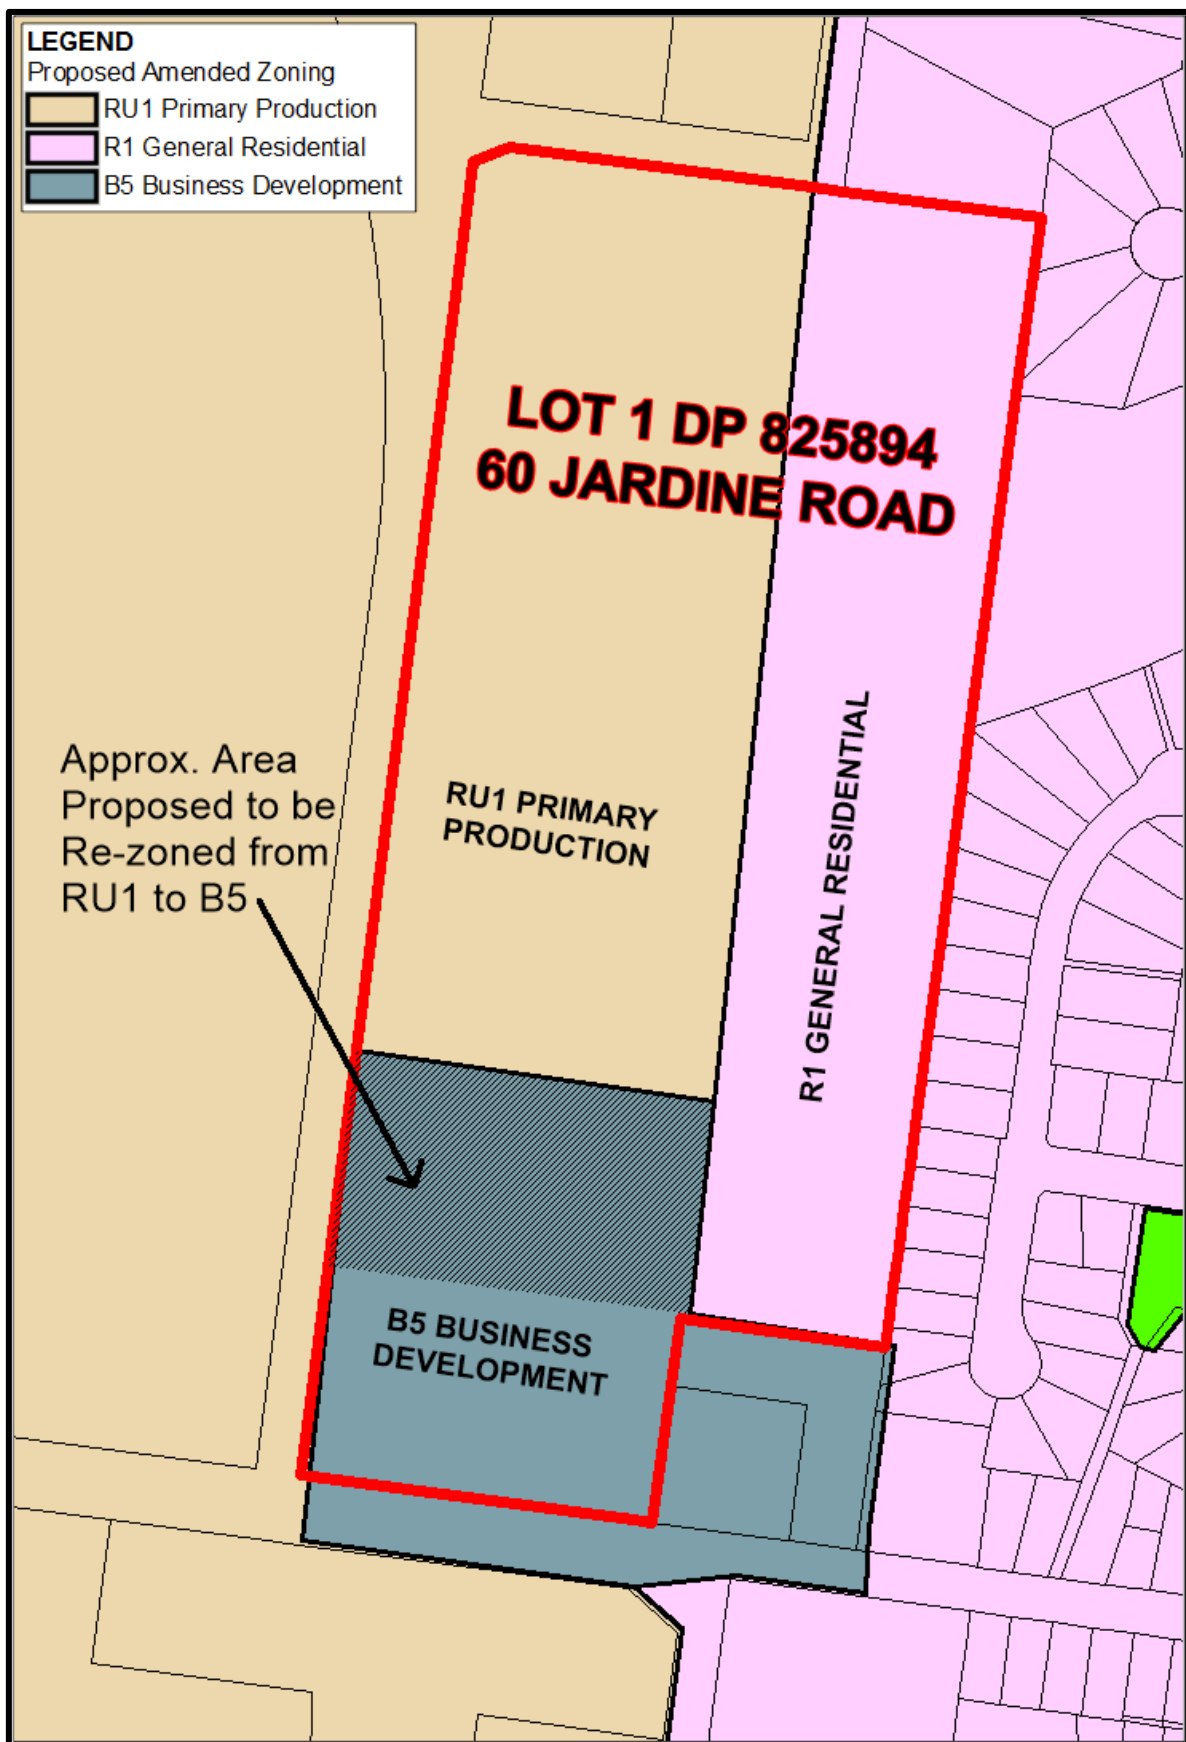 LEGEND
Proposed Amended Zoning
RU1 Primary Production
R1 General Residential
B5 Business Development
LOT 1 DP 825894
60 JARDINE ROAD
Approx. Area
Proposed to be
Re-zoned from
RU1 to B5
RU1 PRIMARY
PRODUCTION
R1 GENERAL RESIDENTIAL
B5 BUSINESS
DEVELOPMENT